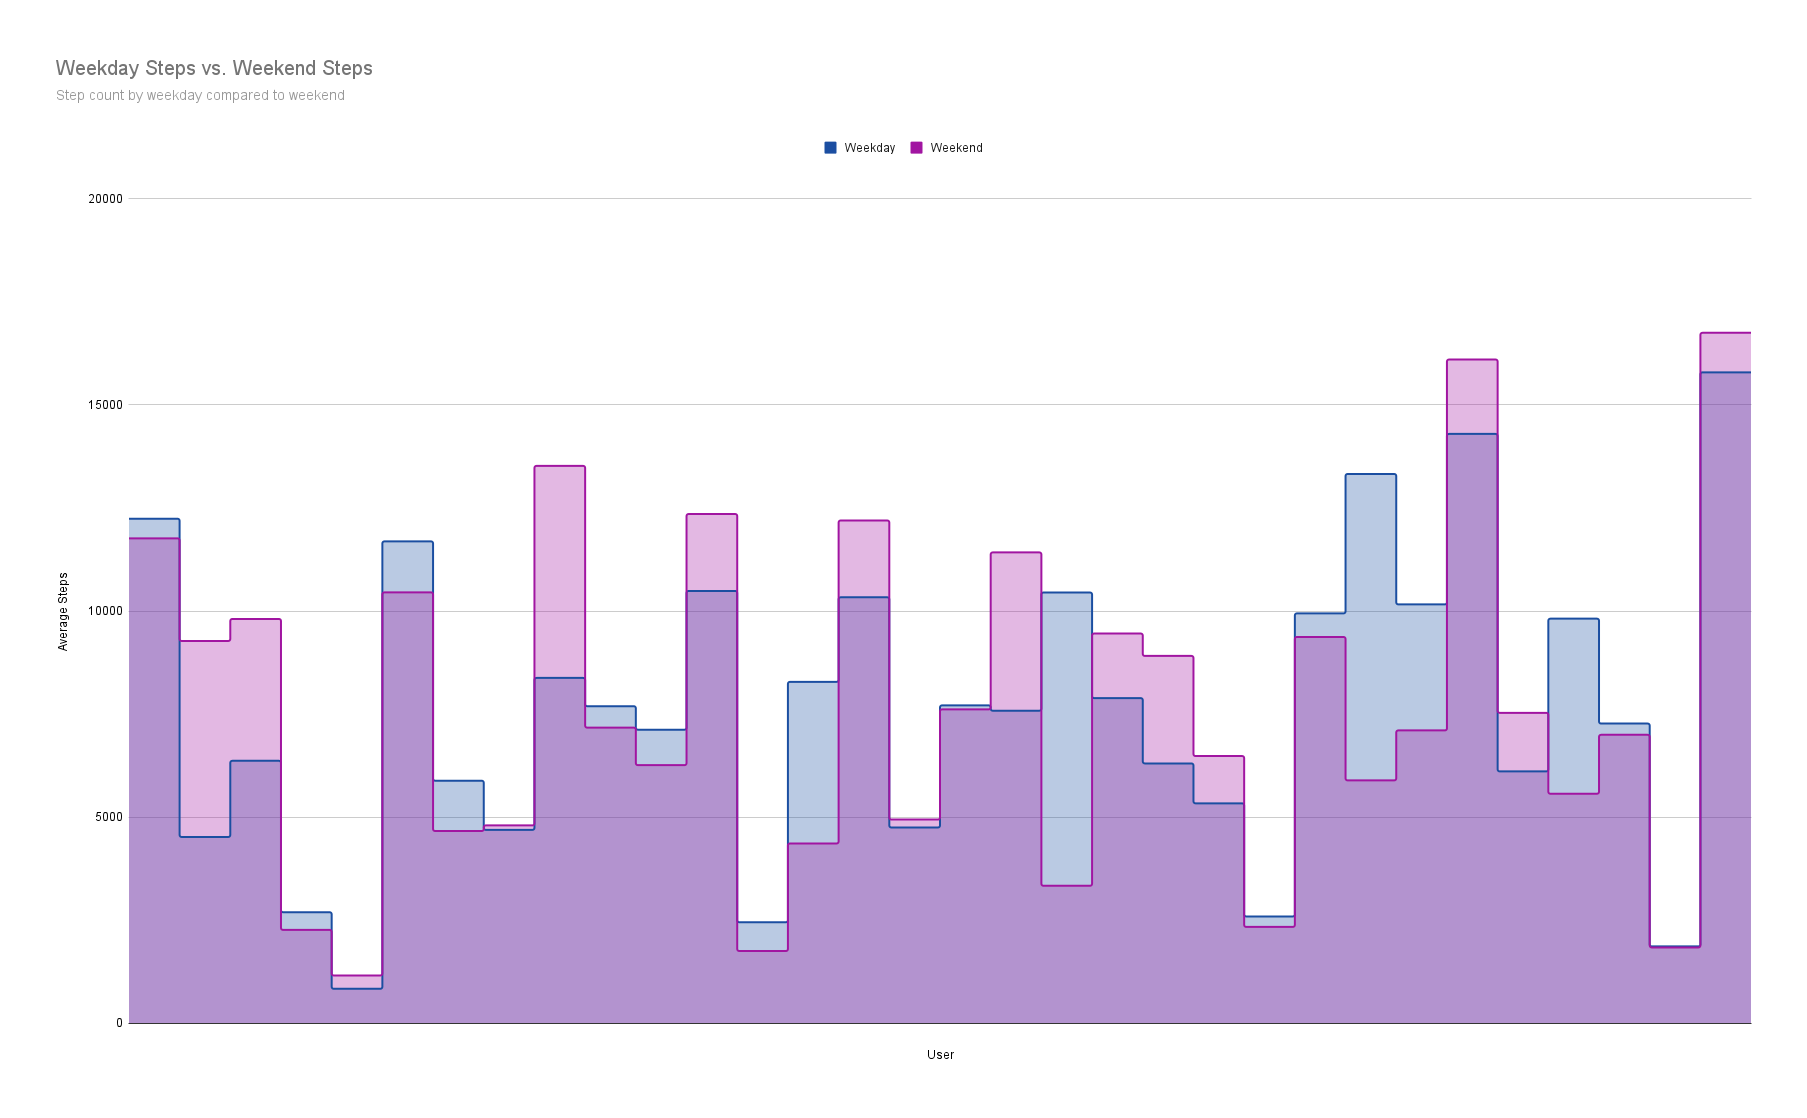 Weekday Steps vs. Weekend Steps
Step count by weekday compared to weekend
Weekday Weekend
20000
15000
10000
5000
0
Average Steps
User